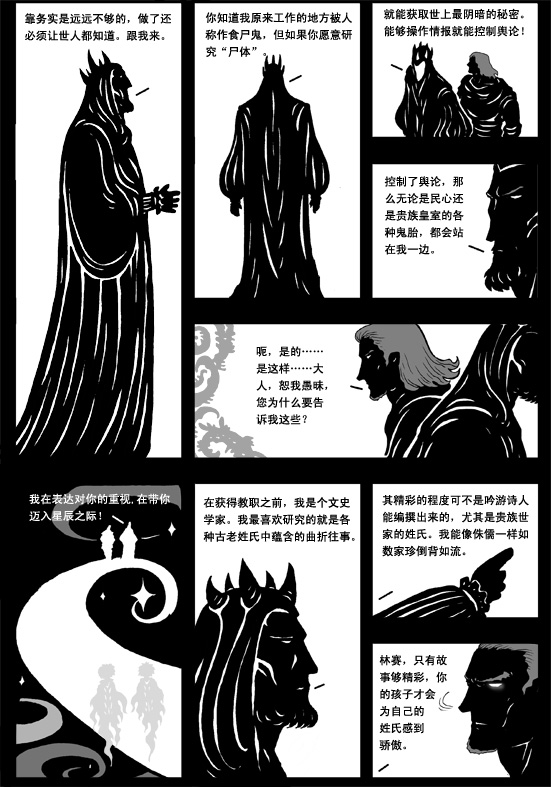 靠务实是远远不够的，做了还
必须让世人都知道。跟我来。
你知道我原来工作的地方被人
称作食尸鬼，但如果你愿意研
究“尸体”。
就能获取世上最阴暗的秘密。
能够操作情报就能控制舆论！
控制了舆论，那
么无论是民心还
是贵族皇室的各
种鬼胎，都会站
在我一边。
呃，是的……
是这样……大
人，恕我愚昧，
您为什么要告
诉我这些？
我在表达对你的重视,在带你
迈入星辰之际！
在获得教职之前，我是个文史
学家。我最喜欢研究的就是各
种古老姓氏中蕴含的曲折往事。
其精彩的程度可不是吟游诗人
能编撰出来的，尤其是贵族世
家的姓氏。我能像侏儒一样如
数家珍倒背如流。
林赛，只有故
事够精彩，你
的孩子才会
为自己的
姓氏感到
骄傲。